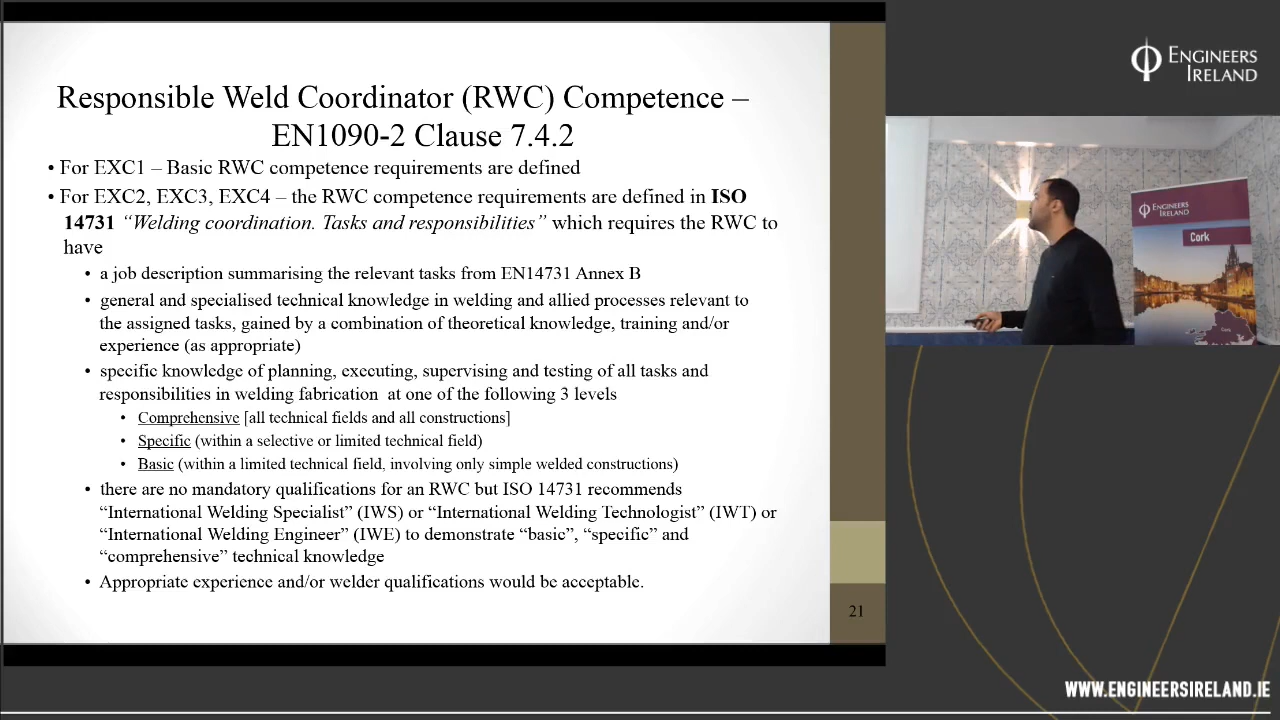 Responsible Weld Coordinator (RWC) Competence –
EN1090-2 Clause 7.4.2
• For EXC1 – Basic RWC competence requirements are defined
• For EXC2, EXC3, EXC4 – the RWC competence requirements are defined in ISO
14731 “Welding coordination. Tasks and responsibilities” which requires the RWC to
have
• a job description summarising the relevant tasks from EN14731 Annex B
• general and specialised technical knowledge in welding and allied processes relevant to
the assigned tasks, gained by a combination of theoretical knowledge, training and/or
experience (as appropriate)
• specific knowledge of planning, executing, supervising and testing of all tasks and
responsibilities in welding fabrication at one of the following 3 levels
• Comprehensive [all technical fields and all constructions]
• Specific (within a selective or limited technical field)
• Basic (within a limited technical field, involving only simple welded constructions)
• there are no mandatory qualifications for an RWC but ISO 14731 recommends
“International Welding Specialist” (IWS) or “International Welding Technologist” (IWT) or
“International Welding Engineer” (IWE) to demonstrate “basic”, “specific” and
“comprehensive” technical knowledge
• Appropriate experience and/or welder qualifications would be acceptable.
21
ENGINEERS
IRELAND
ENGINEERS
IRELAND
Cork
WWW.ENGINEERSIRELAND.IE